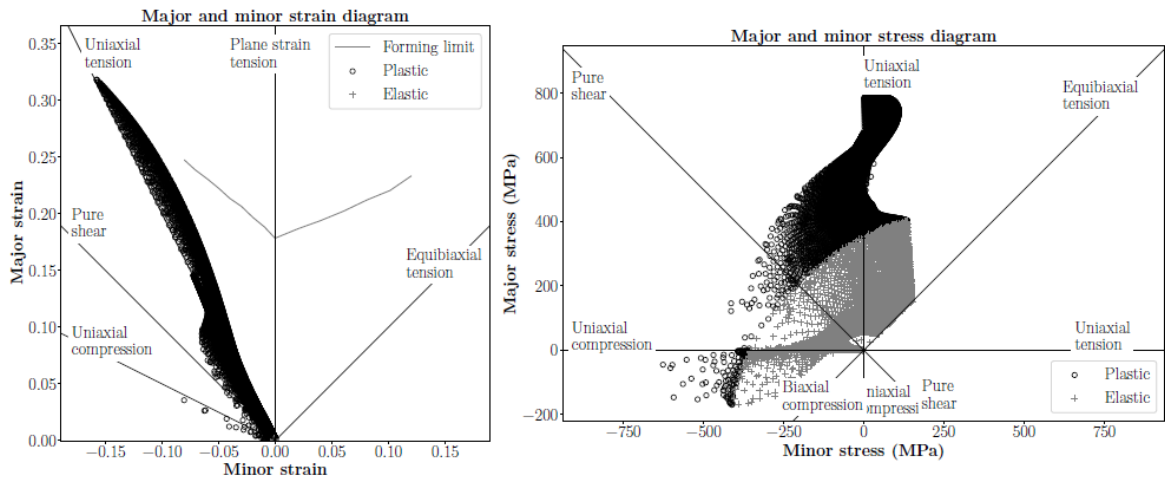 Major and minor strain diagram
0.35
0.30
0.25
0.20
0.15
0.10
0.05
0.00
Major strain
−0.15
−0.10
−0.05
0.00
0.05
0.10
0.15
Minor strain
Uniaxial
tension
Plane strain
tension
Forming limit
Plastic
Elastic
Pure
shear
Equibiaxial
tension
Uniaxial
compression
Major and minor stress diagram
800
600
400
200
0
−200
Major stress (MPa)
−750
−500
−250
0
250
500
750
Minor stress (MPa)
Pure
shear
Uniaxial
tension
Equibiaxial
tension
Uniaxial
compression
Uniaxial
tension
Biaxial
compression
niaxial
mpressi
Pure
shear
Plastic
Elastic